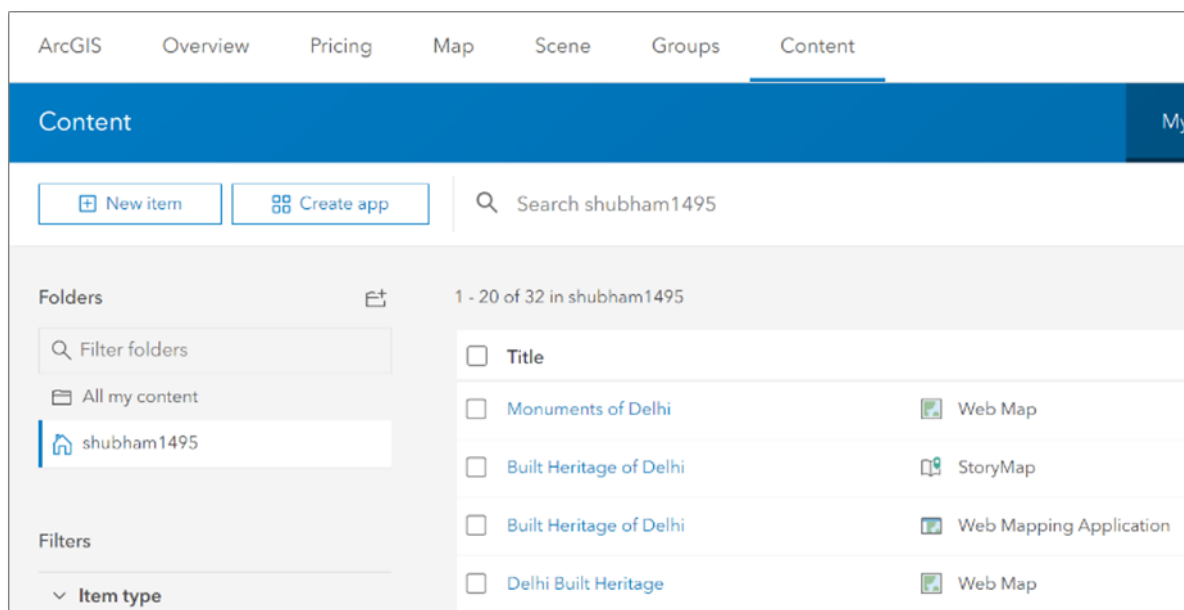 ArcGIS Overview Pricing Map Scene Groups Content
Content My
New item Create app Search shubham1495
Folders
Filter folders
All my content
shubham1495
Filters
Item type
1 - 20 of 32 in shubham1495
Title
Monuments of Delhi Web Map
Built Heritage of Delhi StoryMap
Built Heritage of Delhi Web Mapping Application
Delhi Built Heritage Web Map